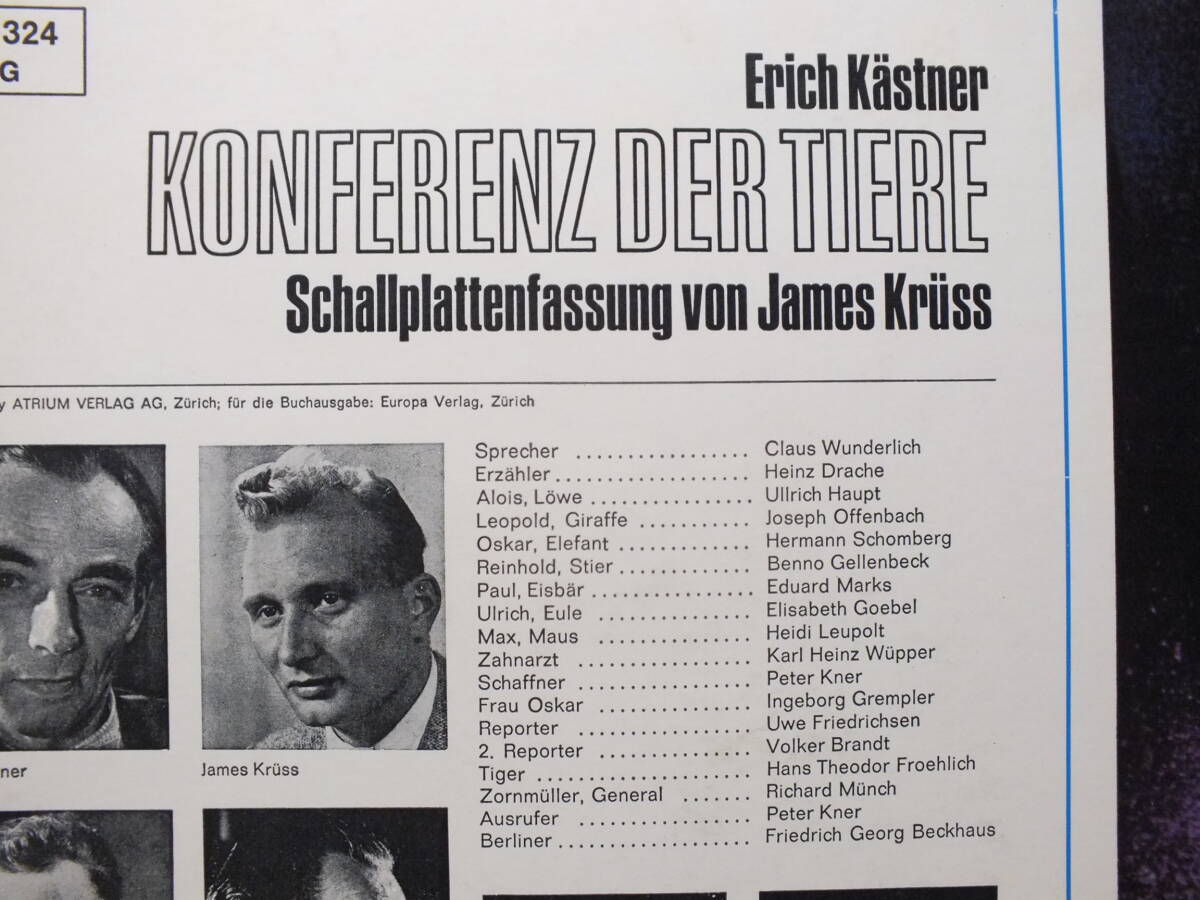 324
G
Erich Kästner
KONFERENZ DER TIERE
Schallplattenfassung von James Krüss
y ATRIUM VERLAG AG, Zürich; für die Buchausgabe: Europa Verlag, Zürich
Sprecher ................. Claus Wunderlich
Erzähler ................... Heinz Drache
Alois, Löwe ................ Ullrich Haupt
Leopold, Giraffe ........... Joseph Offenbach
Oskar, Elefant ............. Hermann Schomberg
Reinhold, Stier ............. Benno Gellenbeck
Paul, Eisbär ................ Eduard Marks
Ulrich, Eule ............... Elisabeth Goebel
Max, Maus ................. Heidi Leupolt
Zahnarzt ................. Karl Heinz Wüpper
Schaffner ................. Peter Kner
Frau Oskar ............... Ingeborg Grempler
Reporter ................. Uwe Friedrichsen
2. Reporter ............... Volker Brandt
Tiger ..................... Hans Theodor Froehlich
Zornmüller, General ....... Richard Münch
Ausrufer ................. Peter Kner
Berliner ................... Friedrich Georg Beckhaus
ner
James Krüss